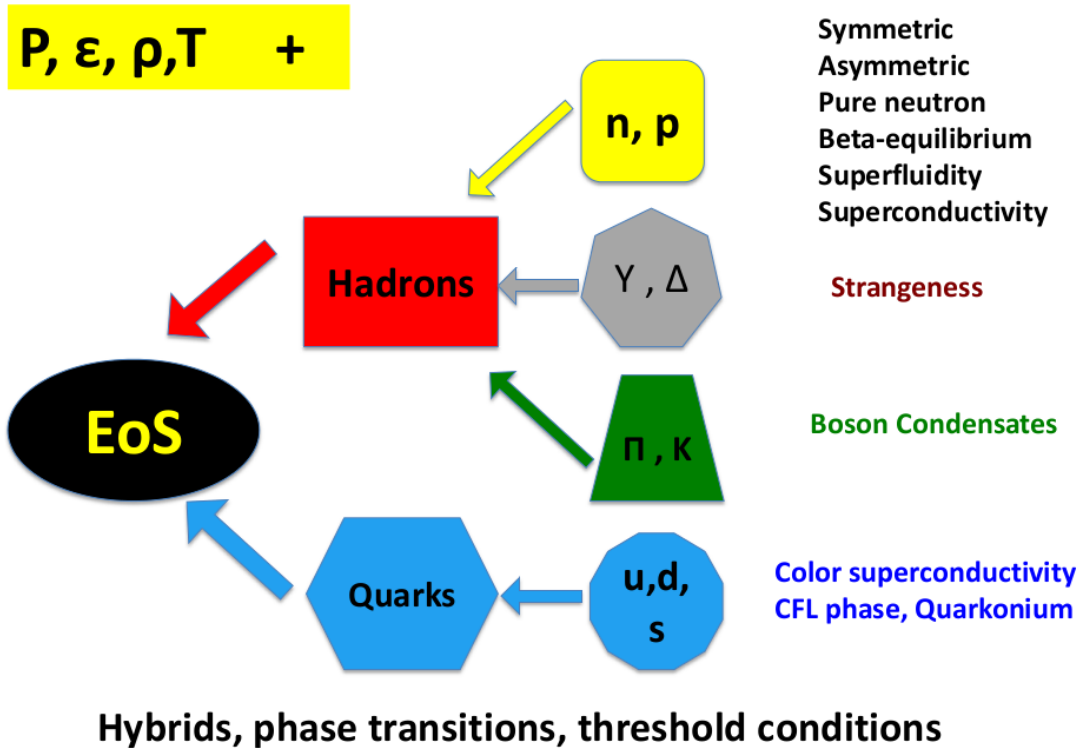 P, ε, ρ,T +
n, p
Symmetric
Asymmetric
Pure neutron
Beta-equilibrium
Superfluidity
Superconductivity
Hadrons
Y , Δ
Strangeness
EoS
Π , K
Boson Condensates
Quarks
u,d,
s
Color superconductivity
CFL phase, Quarkonium
Hybrids, phase transitions, threshold conditions